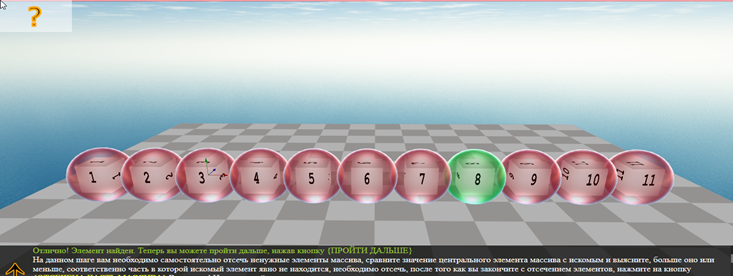 ?
1 2 3 4 5 6 7 8 9 10 11
Отлично! Элемент найден. Теперь вы можете пройти дальше, нажав кнопку {ПРОЙТИ ДАЛЬШЕ}
На данном шаге вам необходимо самостоятельно отсечь ненужные элементы массива, сравните значение центрального элемента массива с искомым и выясните, больше оно или
меньше, соответственно часть в которой искомый элемент явно не находится, необходимо отсечь, после того как вы закончите с отсечением элементов, нажмите на кнопку